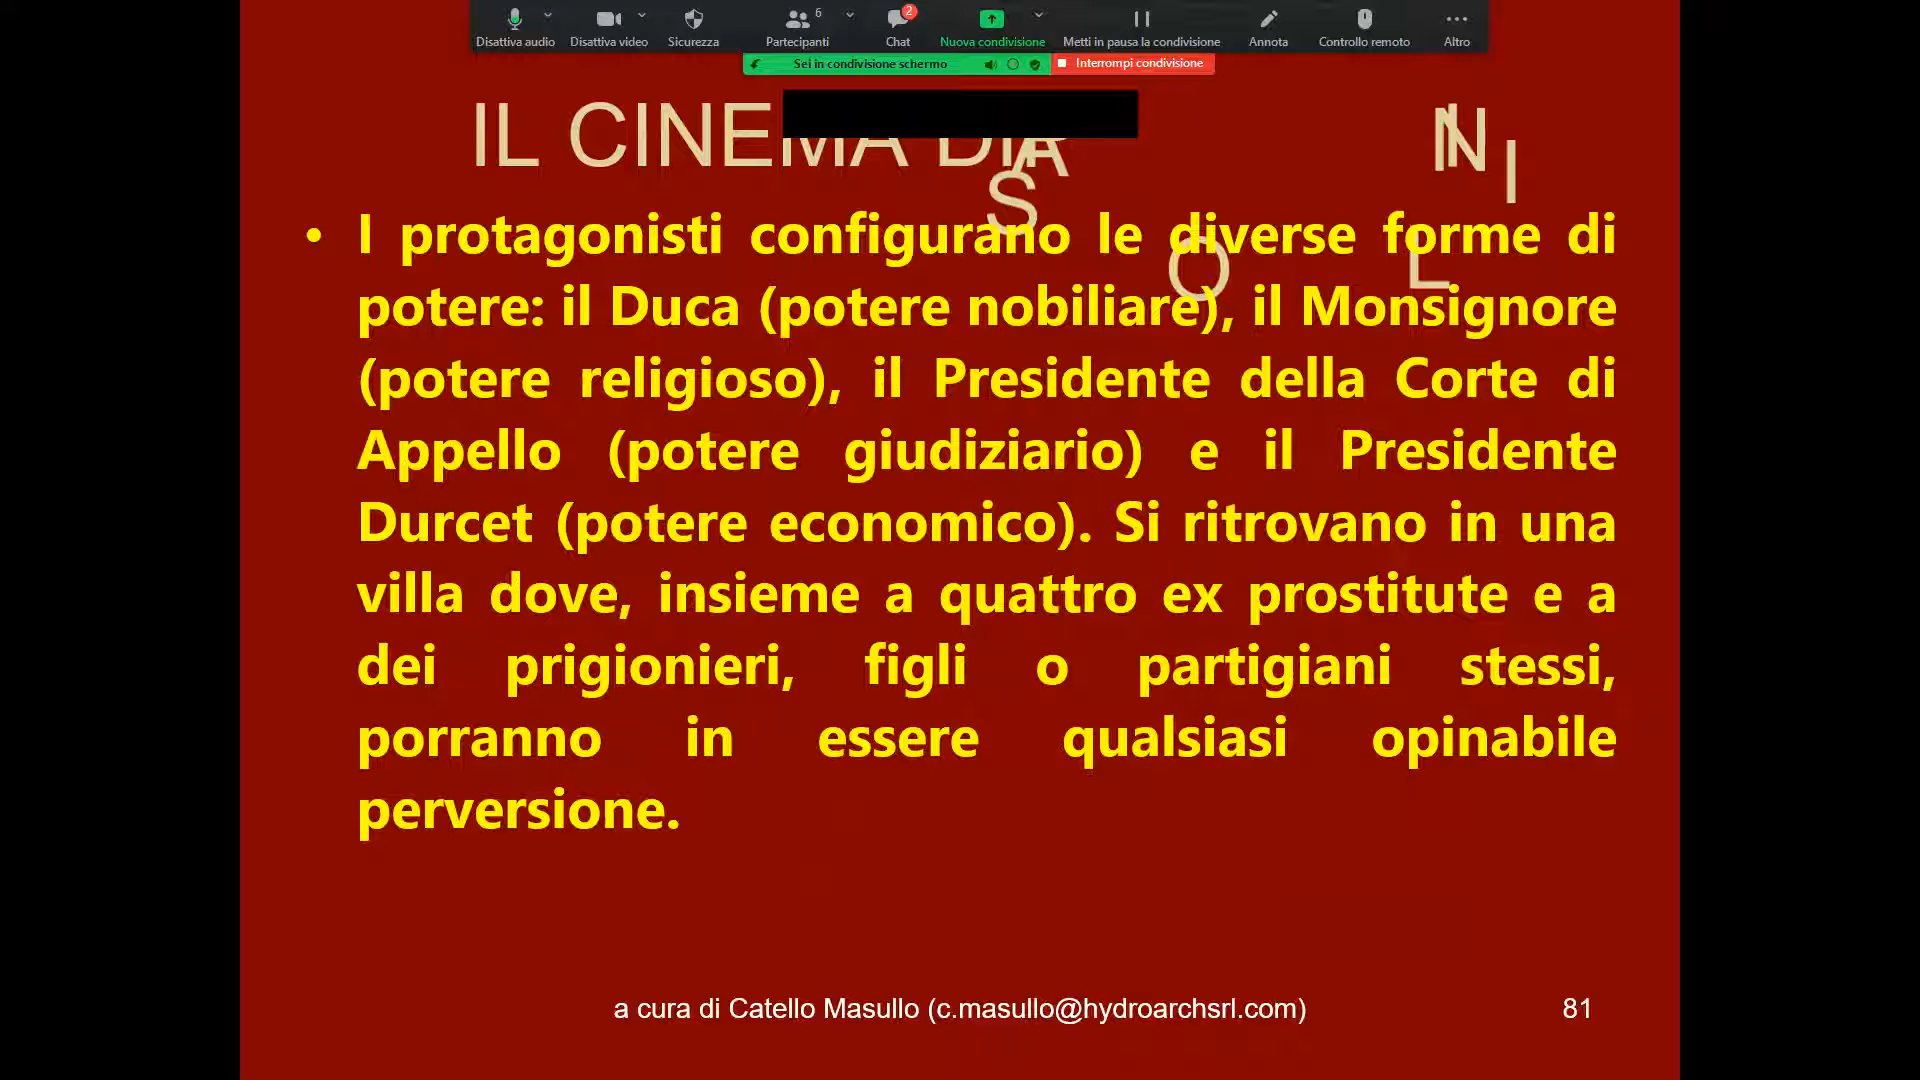 Disattiva audio Disattiva video Sicurezza Partecipanti 6 Chat 2 Nuova condivisione Metti in pausa la condivisione Annota Controllo remoto Altro
Sei in condivisione schermo Interrompi condivisione
IL CINEMA DI
• I protagonisti configurano le diverse forme di
potere: il Duca (potere nobiliare), il Monsignore
(potere religioso), il Presidente della Corte di
Appello (potere giudiziario) e il Presidente
Durcet (potere economico). Si ritrovano in una
villa dove, insieme a quattro ex prostitute e a
dei prigionieri, figli o partigiani stessi,
porranno in essere qualsiasi opinabile
perversione.
a cura di Catello Masullo (c.masullo@hydroarchsrl.com) 81